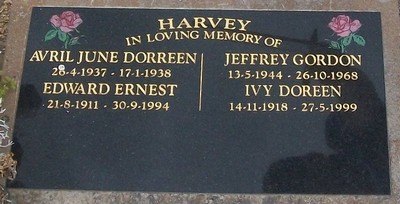 HARVEY
IN LOVING MEMORY OF
AVRIL JUNE DORREEN
28-4-1937 - 17-1-1938
EDWARD ERNEST
21-8-1911 - 30-9-1994
JEFFREY GORDON
13-5-1944 - 26-10-1968
IVY DOREEN
14-11-1918 - 27-5-1999